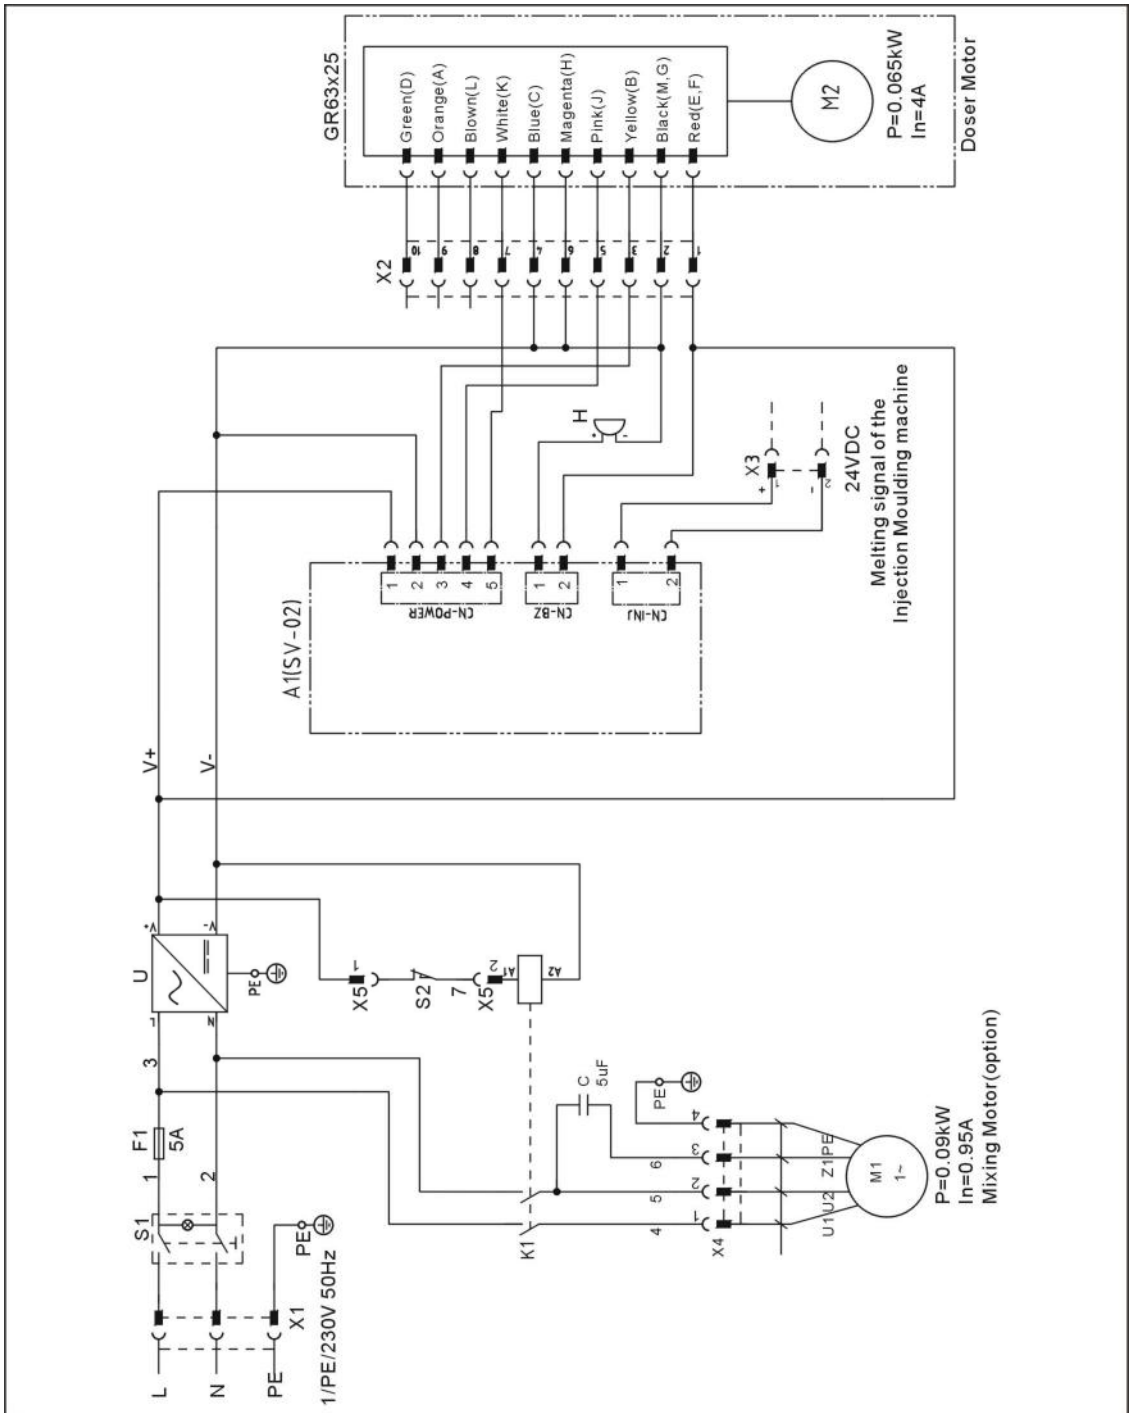 L
N
PE
X1
1/PE/230V 50Hz
S1
PE
1
2
F1
5A
3
L
N
U
V+
V-
PE
V+
V-
X5
1
S2
7
X5
2
A1
A2
K1
C
5uF
PE
4
5
6
1
2
3
4
X4
U1
U2
Z1
PE
M1
1~
P=0.09kW
In=0.95A
Mixing Motor(option)
A1(SV-02)
1
2
3
4
5
CN-POWER
1
2
CN-BZ
1
2
CN-INJ
H
+
-
X3
+
1
-
2
24VDC
Melting signal of the
Injection Moulding machine
X2
10
9
8
7
4
6
5
3
2
1
GR63x25
Green(D)
Orange(A)
Blown(L)
White(K)
Blue(C)
Magenta(H)
Pink(J)
Yellow(B)
Black(M,G)
Red(E,F)
M2
P=0.065kW
In=4A
Doser Motor